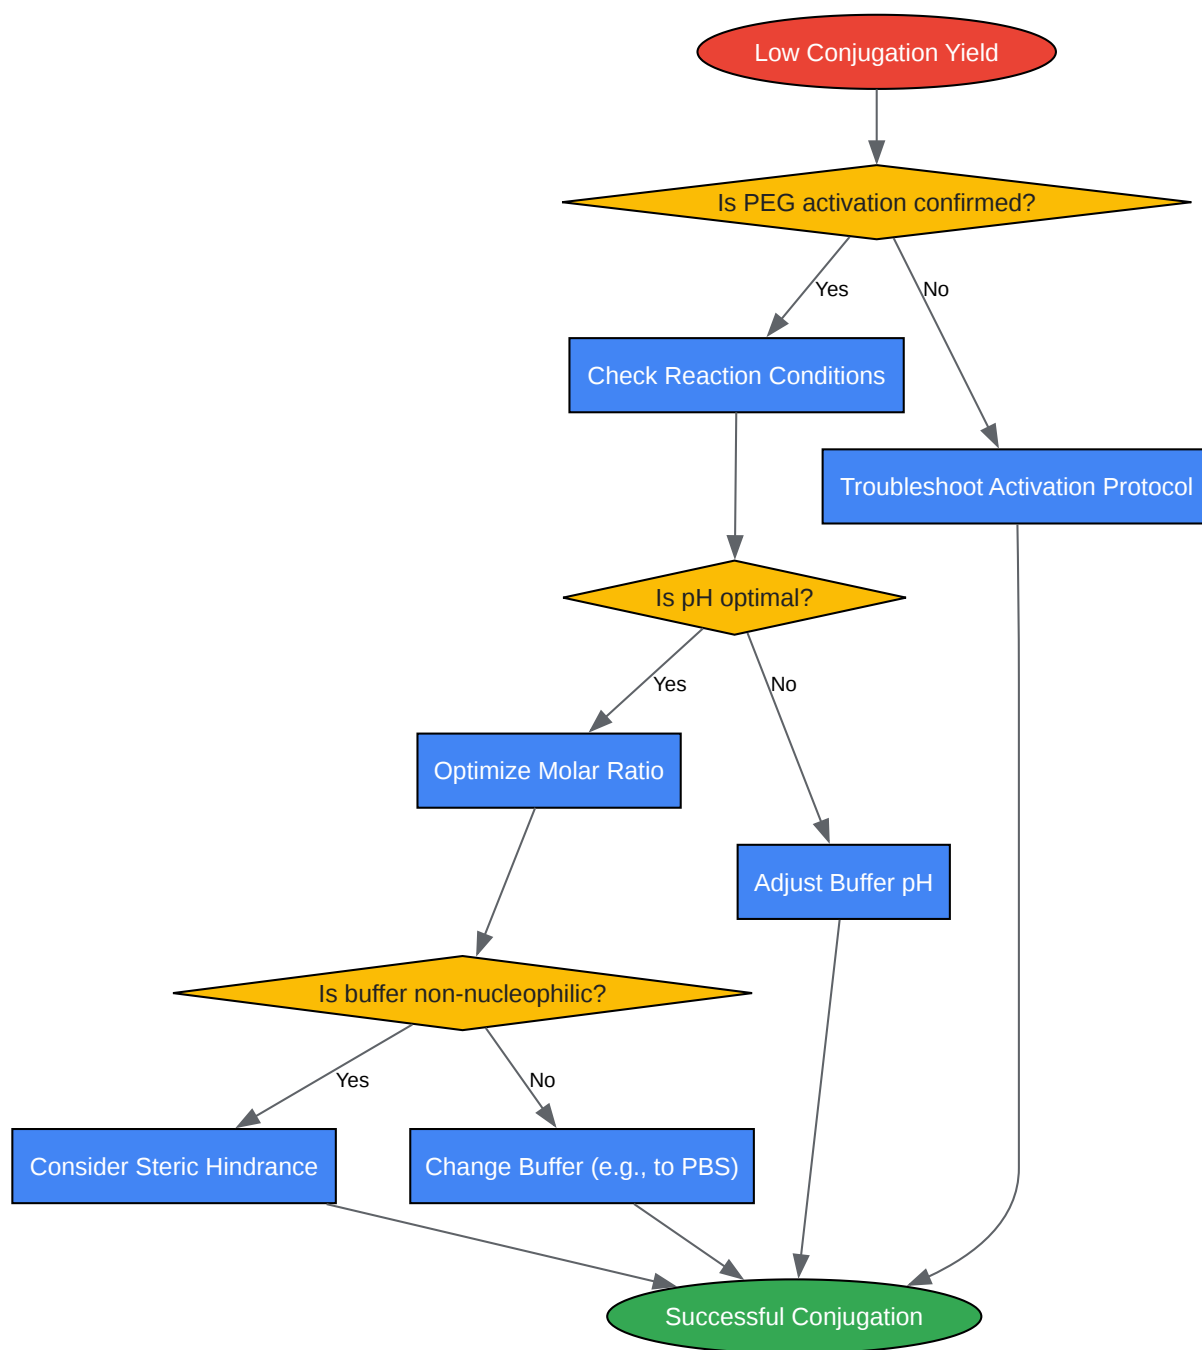 Low Conjugation Yield
Is PEG activation confirmed?
Yes
No
Check Reaction Conditions
Troubleshoot Activation Protocol
Is pH optimal?
Yes
No
Optimize Molar Ratio
Adjust Buffer pH
Is buffer non-nucleophilic?
Yes
No
Consider Steric Hindrance
Change Buffer (e.g., to PBS)
Successful Conjugation